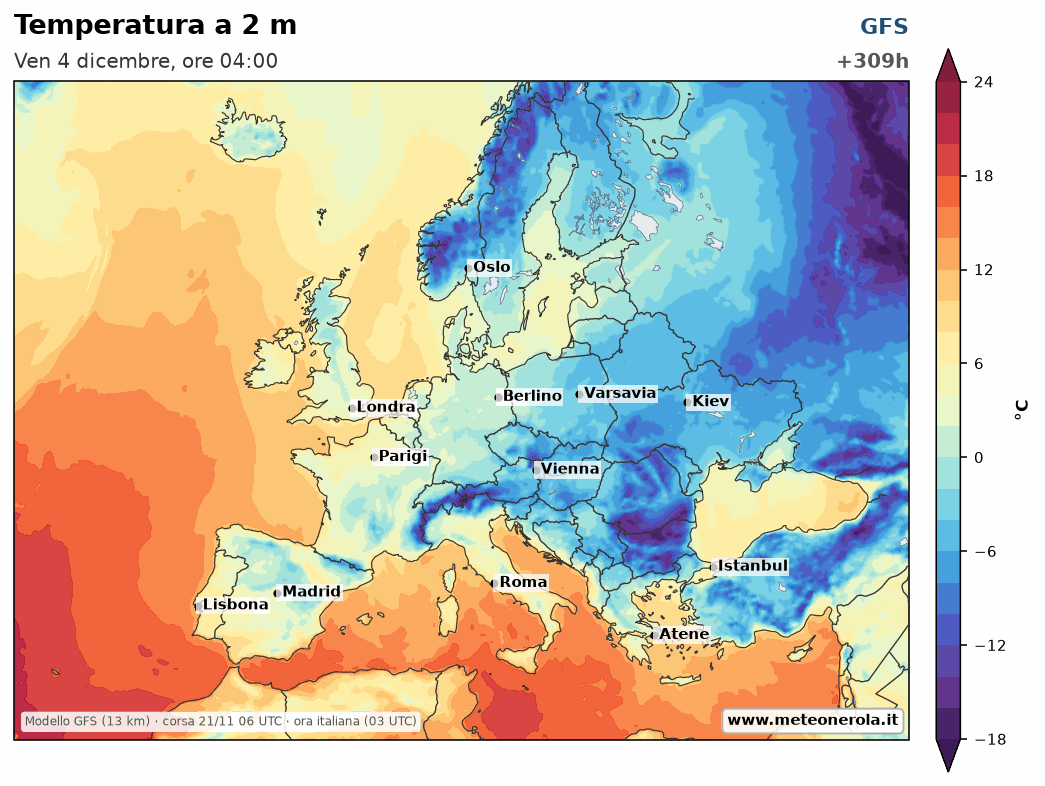 Temperatura a 2 m
GFS
Ven 4 dicembre, ore 04:00
+309h
24
18
12
6
0
−6
−12
−18
°C
Oslo
Londra
Berlino
Varsavia
Kiev
Parigi
Vienna
Istanbul
Roma
Madrid
Lisbona
Atene
Modello GFS (13 km) · corsa 21/11 06 UTC · ora italiana (03 UTC)
www.meteonerola.it